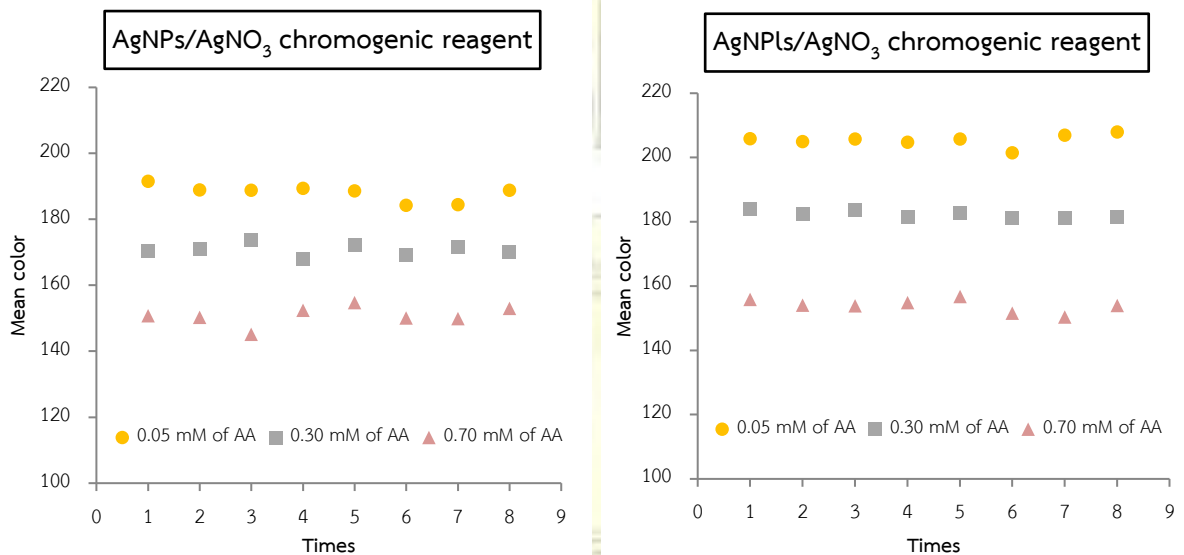 AgNPs/AgNO₃ chromogenic reagent
220
200
180
160
140
120
100
Mean color
0.05 mM of AA 0.30 mM of AA 0.70 mM of AA
0 1 2 3 4 5 6 7 8 9
Times
AgNPls/AgNO₃ chromogenic reagent
220
200
180
160
140
120
100
Mean color
0.05 mM of AA 0.30 mM of AA 0.70 mM of AA
0 1 2 3 4 5 6 7 8 9
Times